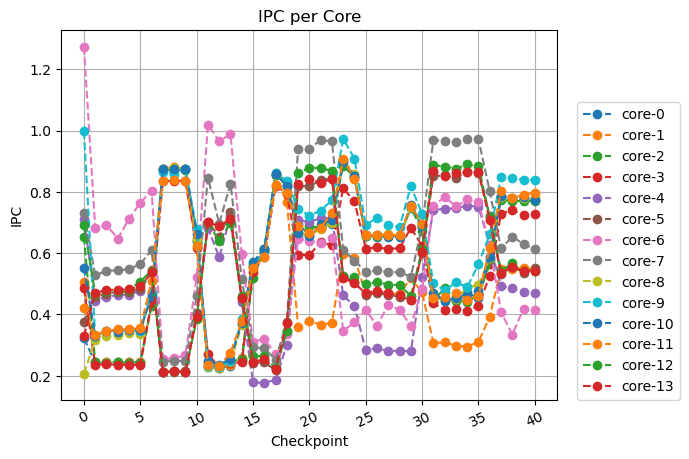 IPC per Core
IPC
1.2
1.0
0.8
0.6
0.4
0.2
0
5
10
15
20
25
30
35
40
Checkpoint
core-0
core-1
core-2
core-3
core-4
core-5
core-6
core-7
core-8
core-9
core-10
core-11
core-12
core-13